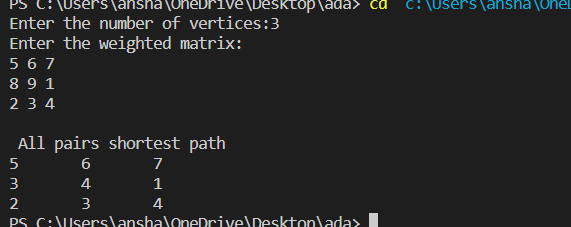 PS C:\Users\ansha\OneDrive\Desktop\ada> cd c:\Users\ansha\One
Enter the number of vertices:3
Enter the weighted matrix:
5 6 7
8 9 1
2 3 4
All pairs shortest path
5 6 7
3 4 1
2 3 4
PS C:\Users\ansha\OneDrive\Desktop\ada>